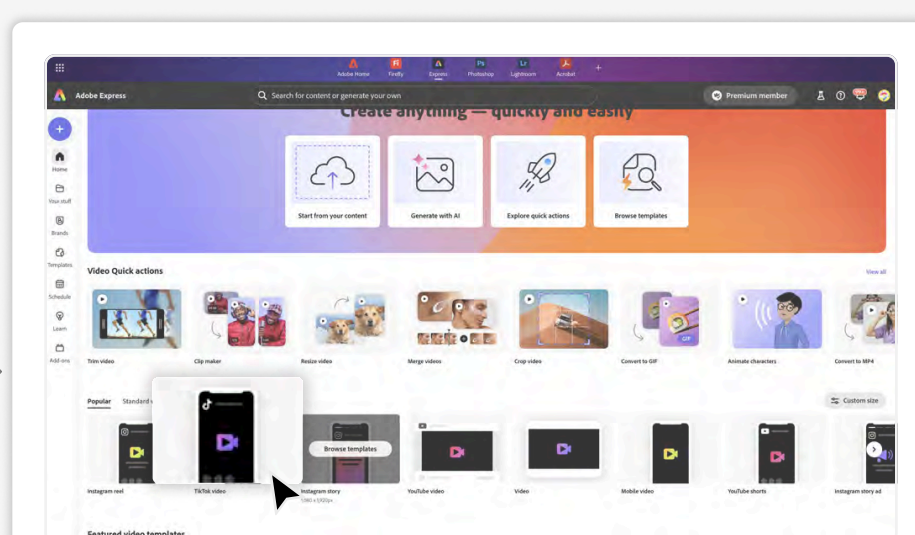 Adobe Home
Firefly
Express
Photoshop
Lightroom
Acrobat
+
Adobe Express
Search for content or generate your own
Premium member
Create anything — quickly and easily
Start from your content
Generate with AI
Explore quick actions
Browse templates
Home
Your stuff
Brands
Templates
Schedule
Learn
Add-ons
Video Quick actions
View all
Trim video
Clip maker
Resize video
Merge videos
Crop video
GIF
Convert to GIF
Animate characters
Convert to MP4
Popular
Standard
Custom size
Browse templates
Instagram reel
TikTok video
Instagram story
YouTube video
Video
Mobile video
YouTube shorts
Instagram story ad
Featured video templates